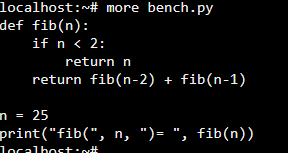 localhost:~# more bench.py
def fib(n):
    if n < 2:
        return n
    return fib(n-2) + fib(n-1)

n = 25
print("fib(", n, ")= ", fib(n))
localhost:~#